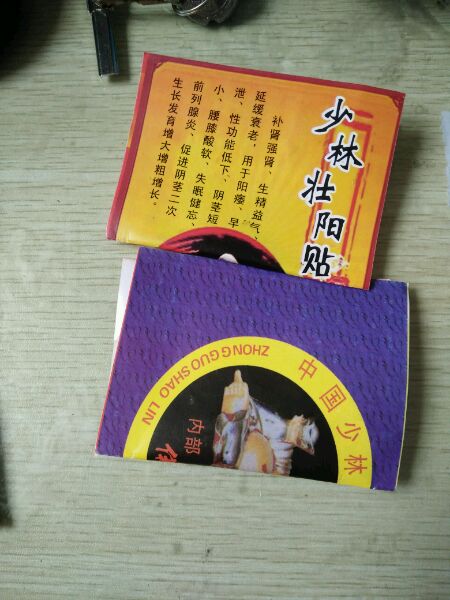 少林壮阳贴
补肾强肾、生精益气、
延缓衰老，用于阳痿、早
泄、性功能低下、阴茎短
小、腰膝酸软、失眠健忘、
前列腺炎、促进阴茎二次
生长发育增大增粗增长。
中国少林
ZHONG GUO SHAO LIN
内部